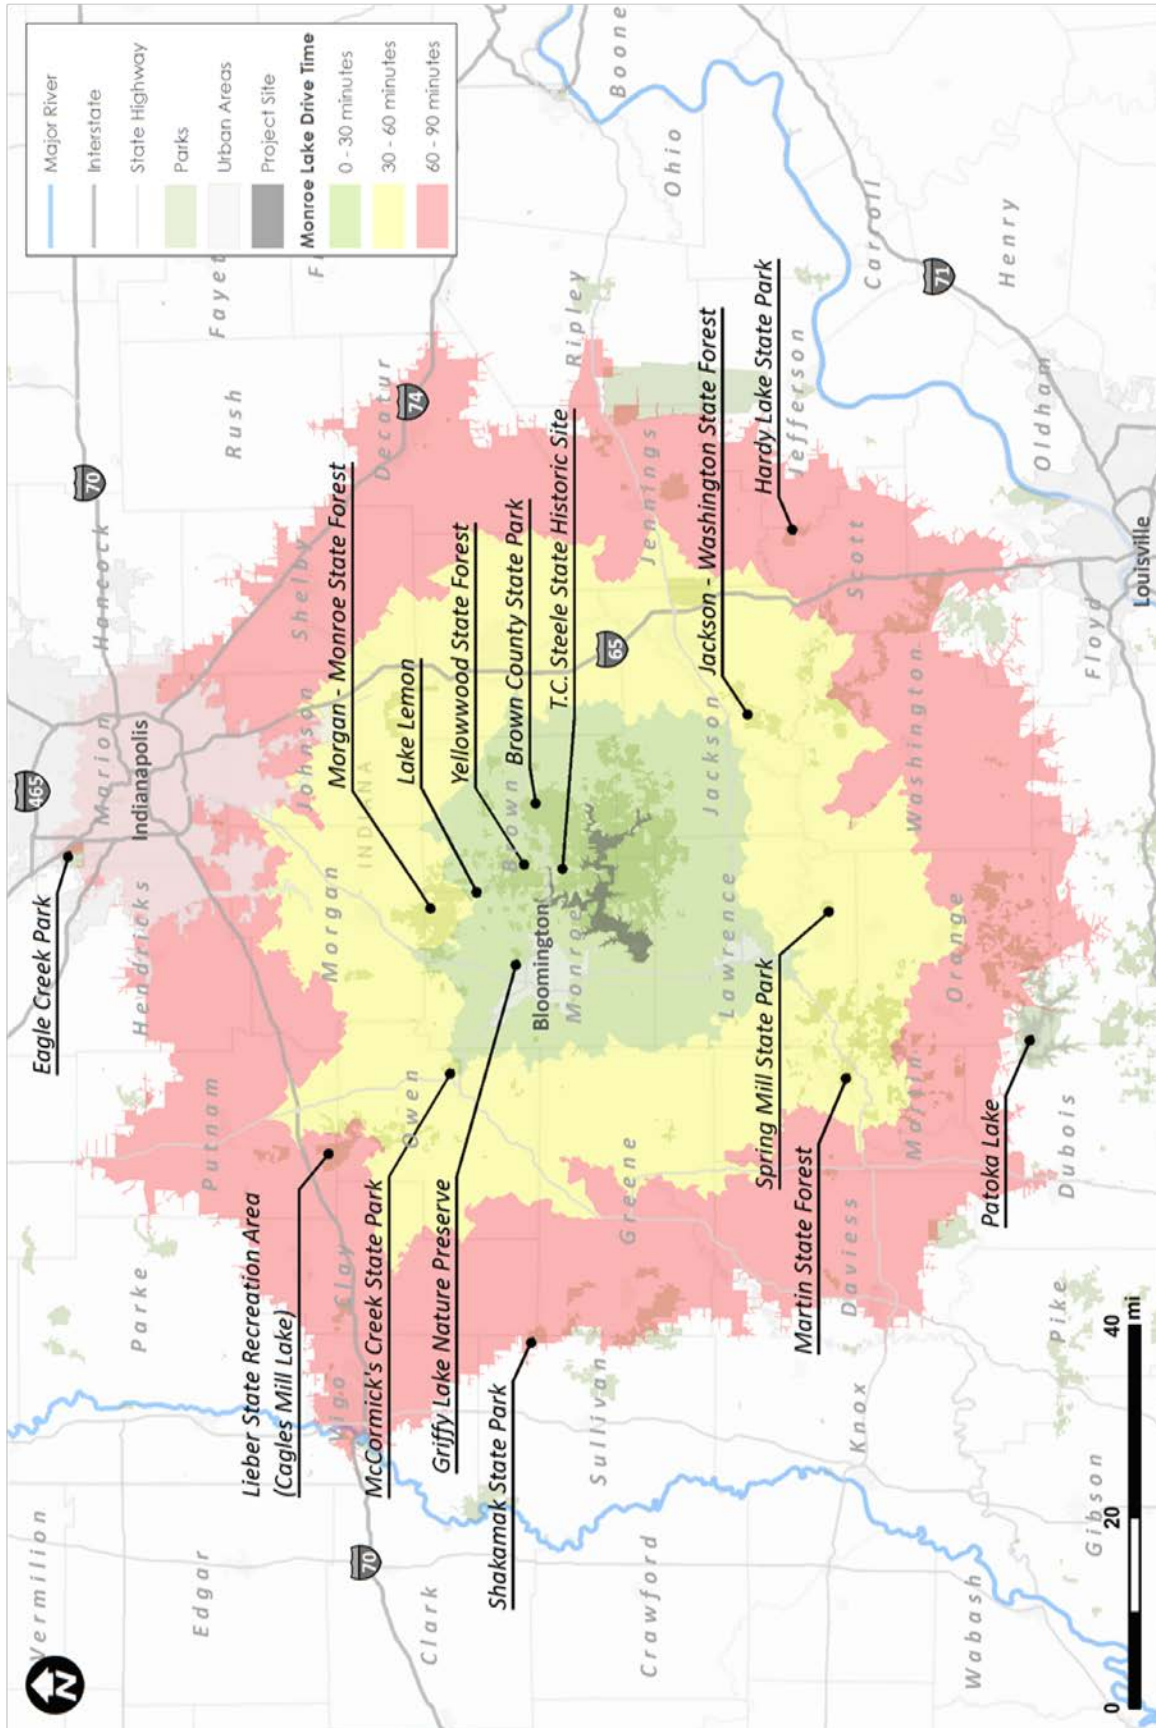 N
Vermilion
Edgar
Clark
Crawford
Wabash
Gibson
Parke
Vigo
Clay
Sullivan
Knox
Pike
Putnam
Owen
Greene
Daviess
Martin
Dubois
Hendricks
Morgan
INDIANA
Monroe
Lawrence
Orange
Marion
Hancock
Johnson
Shelby
Brown
Jackson
Washington
Floyd
Rush
Decatur
Jennings
Scott
Jefferson
Oldham
Fayet
F
Ripley
Ohio
Boone
Carroll
Henry
Indianapolis
Bloomington
Louisville
465
70
70
74
65
71
Eagle Creek Park
Lieber State Recreation Area
(Cagles Mill Lake)
McCormick's Creek State Park
Griffy Lake Nature Preserve
Shakamak State Park
Morgan - Monroe State Forest
Lake Lemon
Yellowwood State Forest
Brown County State Park
T.C. Steele State Historic Site
Jackson - Washington State Forest
Hardy Lake State Park
Spring Mill State Park
Martin State Forest
Patoka Lake
Major River
Interstate
State Highway
Parks
Urban Areas
Project Site
Monroe Lake Drive Time
0 - 30 minutes
30 - 60 minutes
60 - 90 minutes
0 20 40 mi